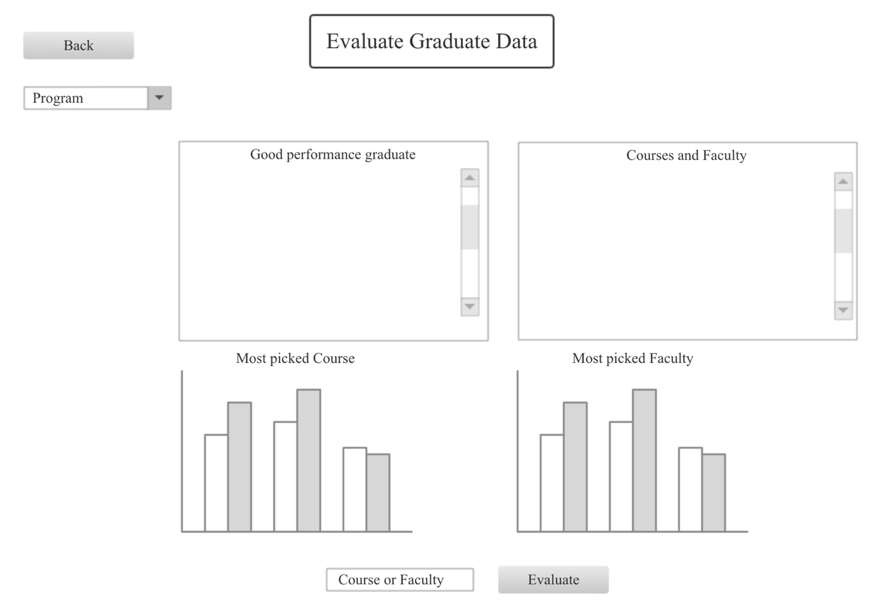 Evaluate Graduate Data
Back
Program
Good performance graduate
Courses and Faculty
Most picked Course
Most picked Faculty
Course or Faculty
Evaluate